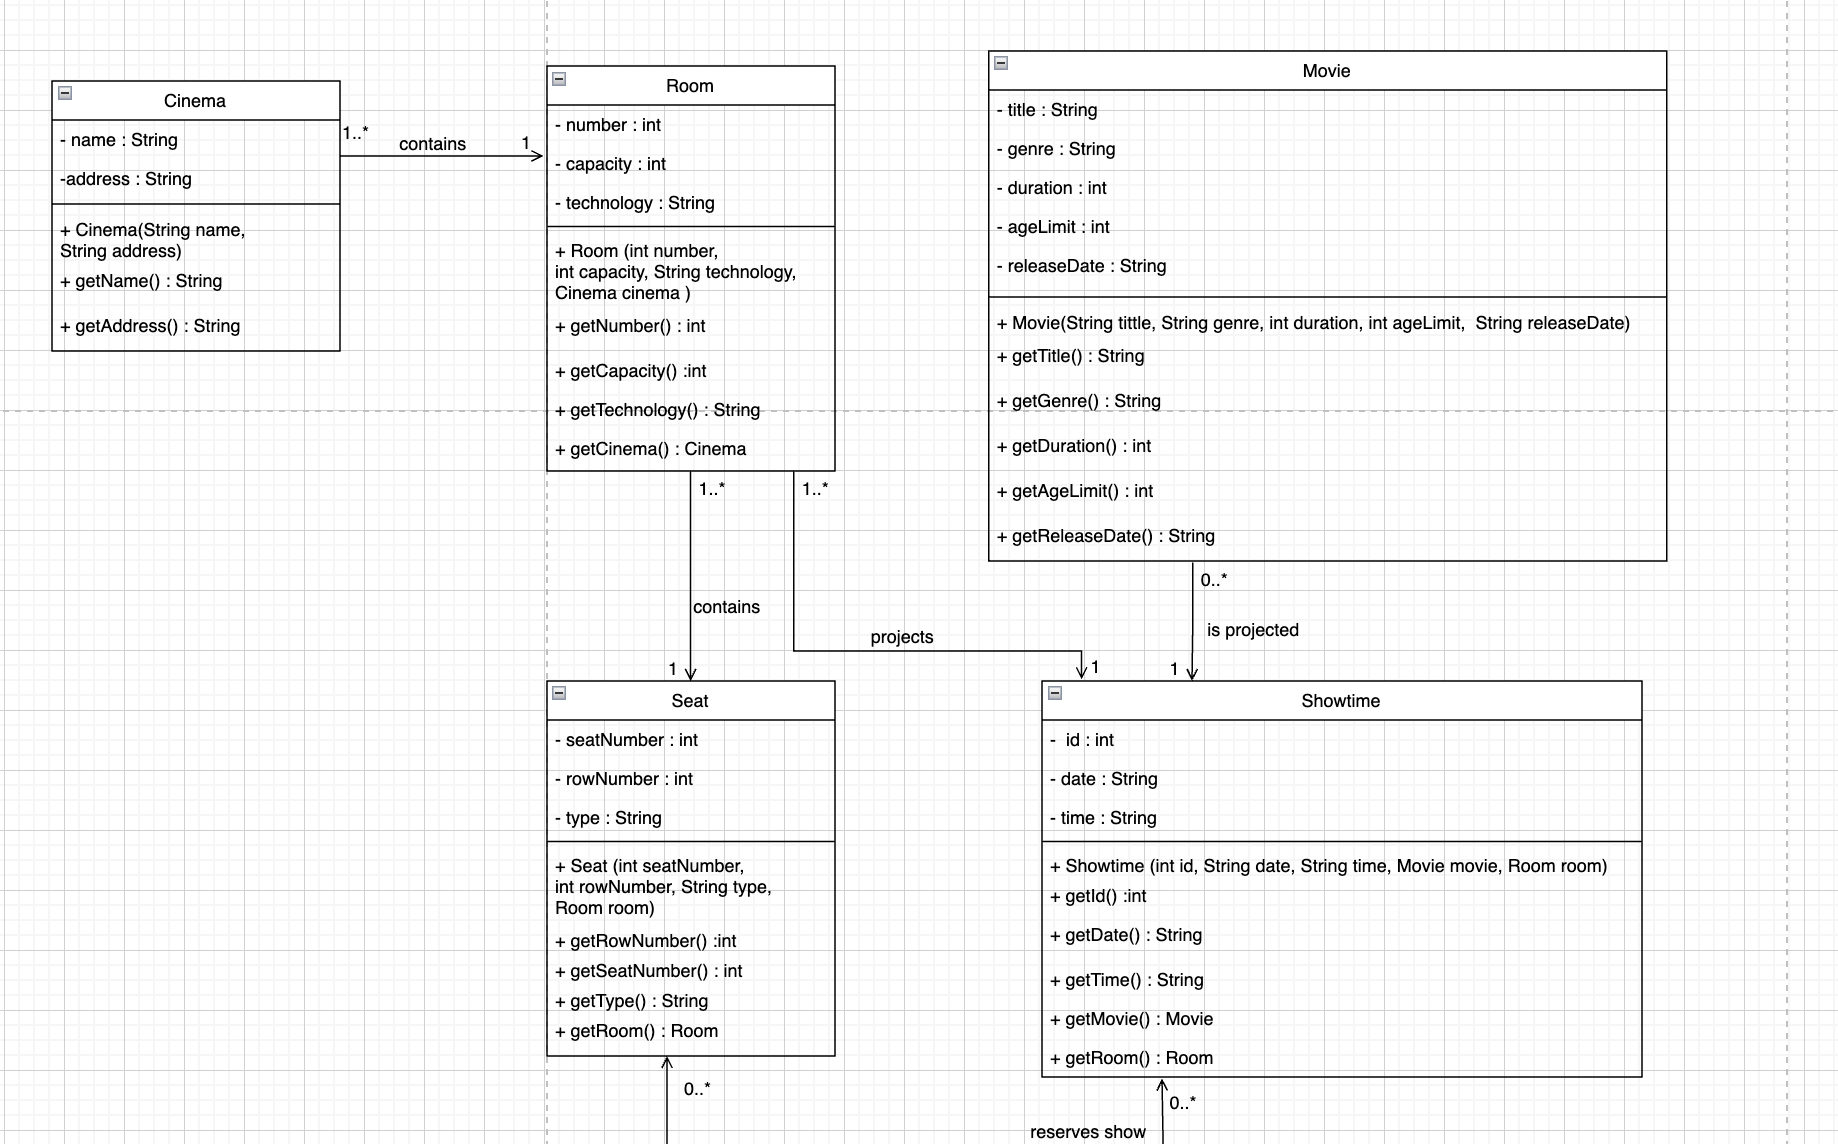 Cinema
- name : String
-address : String
+ Cinema(String name,
String address)
+ getName() : String
+ getAddress() : String
1..*
contains
1
Room
- number : int
- capacity : int
- technology : String
+ Room (int number,
int capacity, String technology,
Cinema cinema )
+ getNumber() : int
+ getCapacity() :int
+ getTechnology() : String
+ getCinema() : Cinema
Movie
- title : String
- genre : String
- duration : int
- ageLimit : int
- releaseDate : String
+ Movie(String tittle, String genre, int duration, int ageLimit,  String releaseDate)
+ getTitle() : String
+ getGenre() : String
+ getDuration() : int
+ getAgeLimit() : int
+ getReleaseDate() : String
1..*
contains
1
1..*
projects
1
0..*
is projected
1
Seat
- seatNumber : int
- rowNumber : int
- type : String
+ Seat (int seatNumber,
int rowNumber, String type,
Room room)
+ getRowNumber() :int
+ getSeatNumber() : int
+ getType() : String
+ getRoom() : Room
0..*
Showtime
-  id : int
- date : String
- time : String
+ Showtime (int id, String date, String time, Movie movie, Room room)
+ getId() :int
+ getDate() : String
+ getTime() : String
+ getMovie() : Movie
+ getRoom() : Room
0..*
reserves show